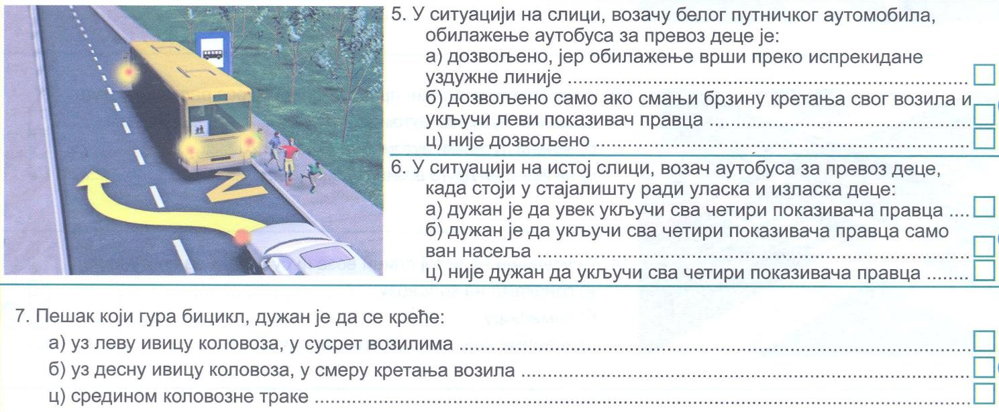 5. У ситуацији на слици, возачу белог путничког аутомобила,
обилажење аутобуса за превоз деце је:
а) дозвољено, јер обилажење врши преко испрекидане
уздужне линије ....................................................................
б) дозвољено само ако смањи брзину кретања свог возила и
укључи леви показивач правца ............................................
ц) није дозвољено ................................................................
6. У ситуацији на истој слици, возач аутобуса за превоз деце,
када стоји у стајалишту ради уласка и изласка деце:
а) дужан је да увек укључи сва четири показивача правца ....
б) дужан је да укључи сва четири показивача правца само
ван насеља ..........................................................................
ц) није дужан да укључи сва четири показивача правца ........
7. Пешак који гура бицикл, дужан је да се креће:
а) уз леву ивицу коловоза, у сусрет возилима ......................................................................................
б) уз десну ивицу коловоза, у смеру кретања возила ............................................................................
ц) средином коловозне траке ................................................................................................................